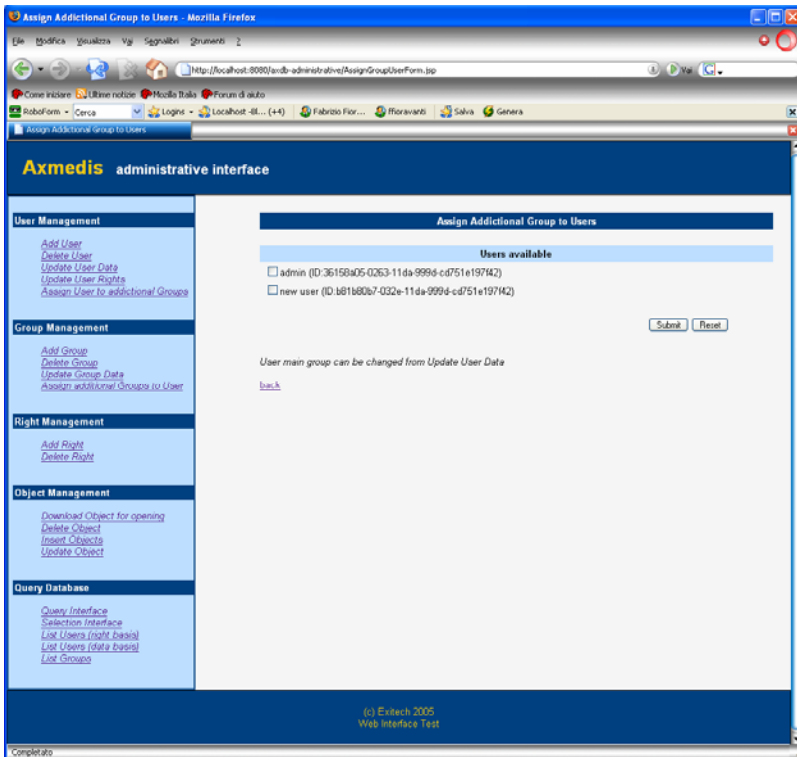 Assign Addictional Group to Users - Mozilla Firefox
File Modifica Visualizza Vai Segnalibri Strumenti ?
http://localhost:8080/axdb-administrative/AssignGroupUserForm.jsp Vai
Come iniziare Ultime notizie Mozilla Italia Forum di aiuto
RoboForm Cerca Logins Localhost -8l... (+4) Fabrizio Fior... ffioravanti Salva Genera
Assign Addictional Group to Users
Axmedis administrative interface
User Management
Add User
Delete User
Update User Data
Update User Rights
Assign User to addictional Groups
Group Management
Add Group
Delete Group
Update Group Data
Assign additional Groups to User
Right Management
Add Right
Delete Right
Object Management
Download Object for opening
Delete Object
Insert Objects
Update Object
Query Database
Query Interface
Selection Interface
List Users (right basis)
List Users (data basis)
List Groups
Assign Addictional Group to Users
Users available
admin (ID:36158a05-0263-11da-999d-cd751e197f42)
new user (ID:b81b80b7-032e-11da-999d-cd751e197f42)
Submit Reset
User main group can be changed from Update User Data
back
(c) Exitech 2005
Web Interface Test
Completato